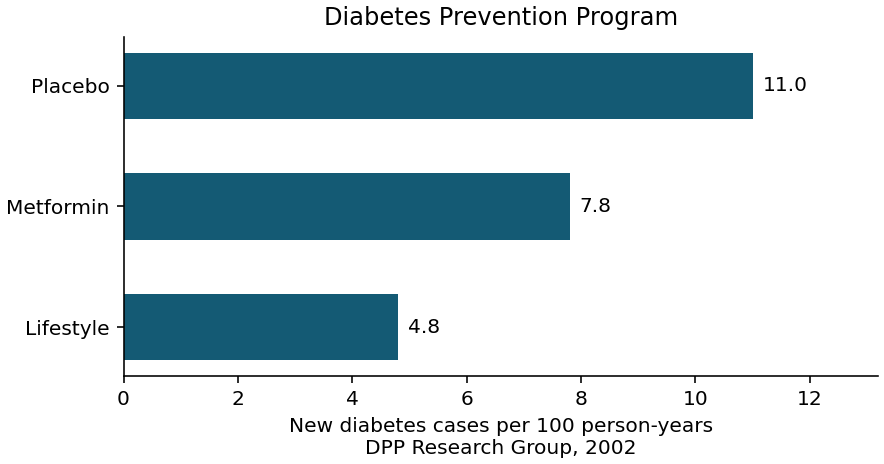 Diabetes Prevention Program
Placebo
11.0
Metformin
7.8
Lifestyle
4.8
0 2 4 6 8 10 12
New diabetes cases per 100 person-years
DPP Research Group, 2002